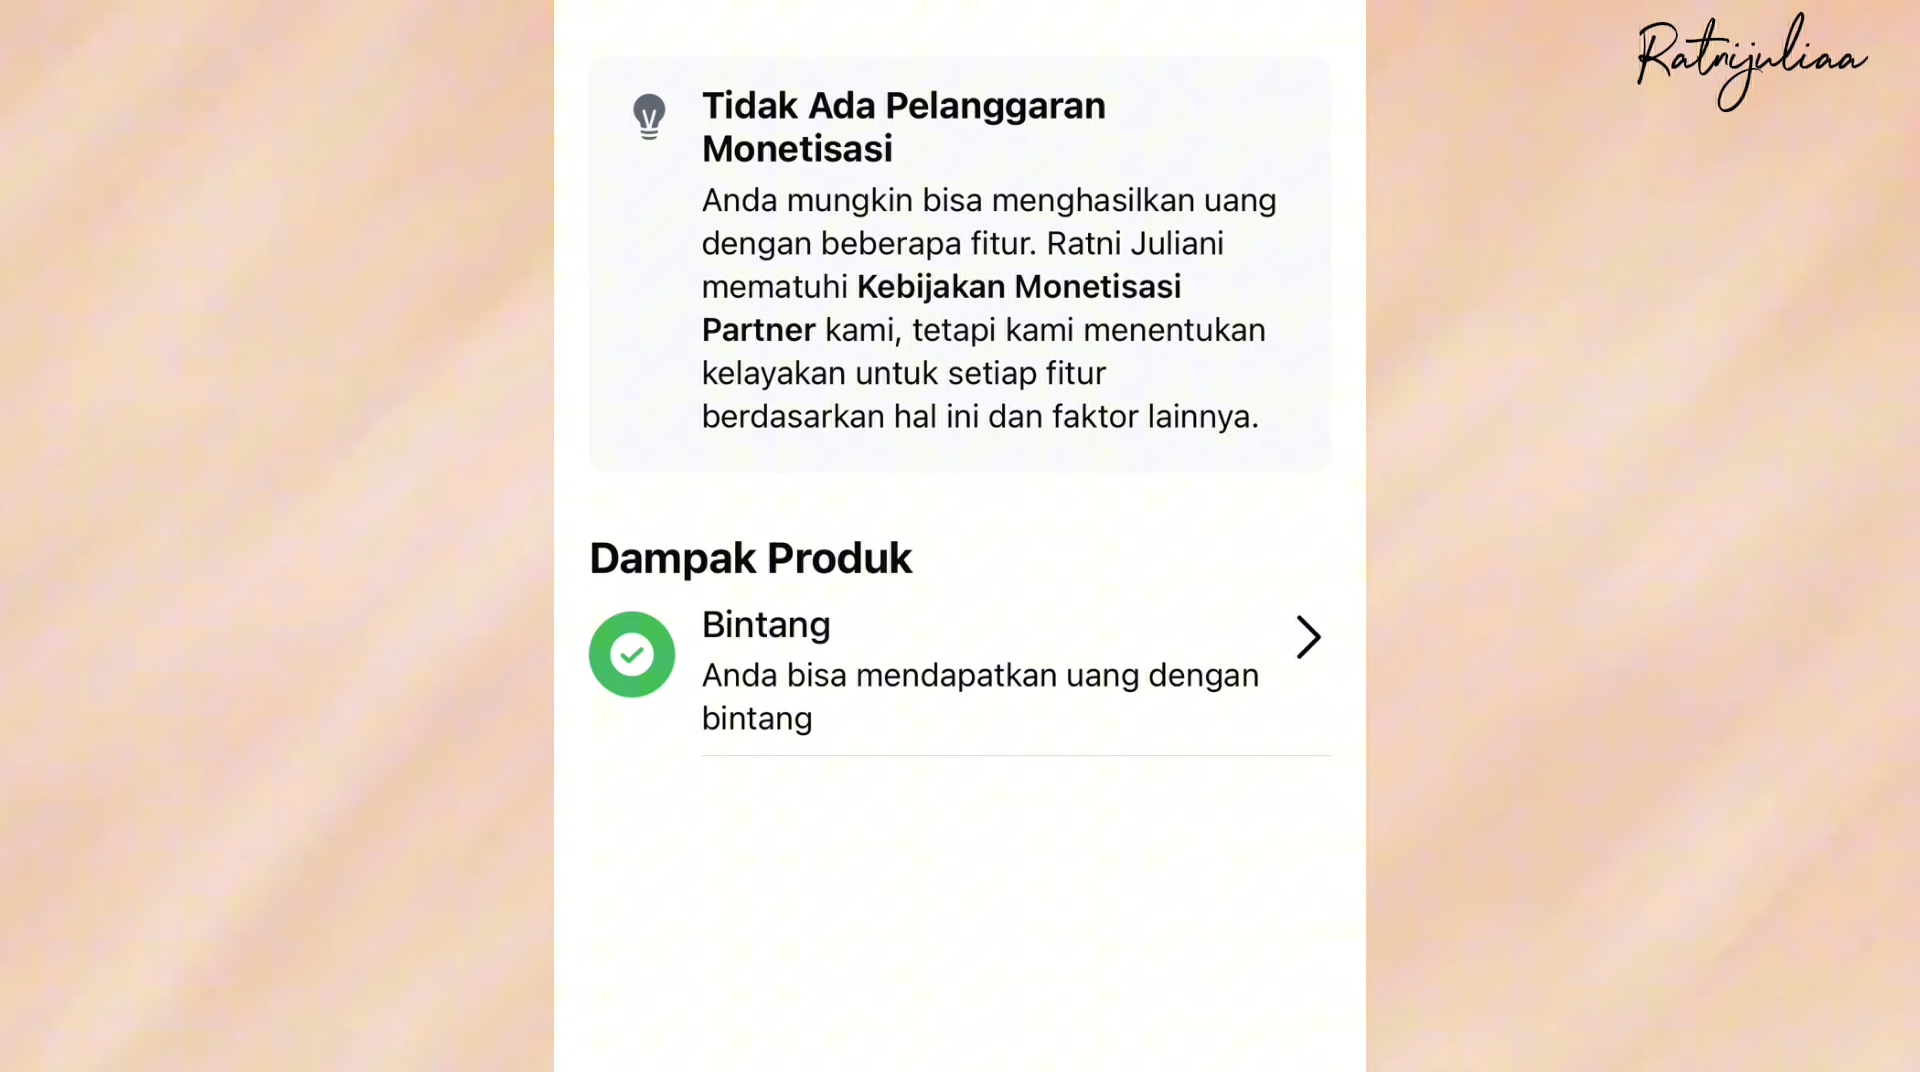 Ratnijuliaa
Tidak Ada Pelanggaran
Monetisasi
Anda mungkin bisa menghasilkan uang
dengan beberapa fitur. Ratni Juliani
mematuhi Kebijakan Monetisasi
Partner kami, tetapi kami menentukan
kelayakan untuk setiap fitur
berdasarkan hal ini dan faktor lainnya.
Dampak Produk
Bintang
Anda bisa mendapatkan uang dengan
bintang